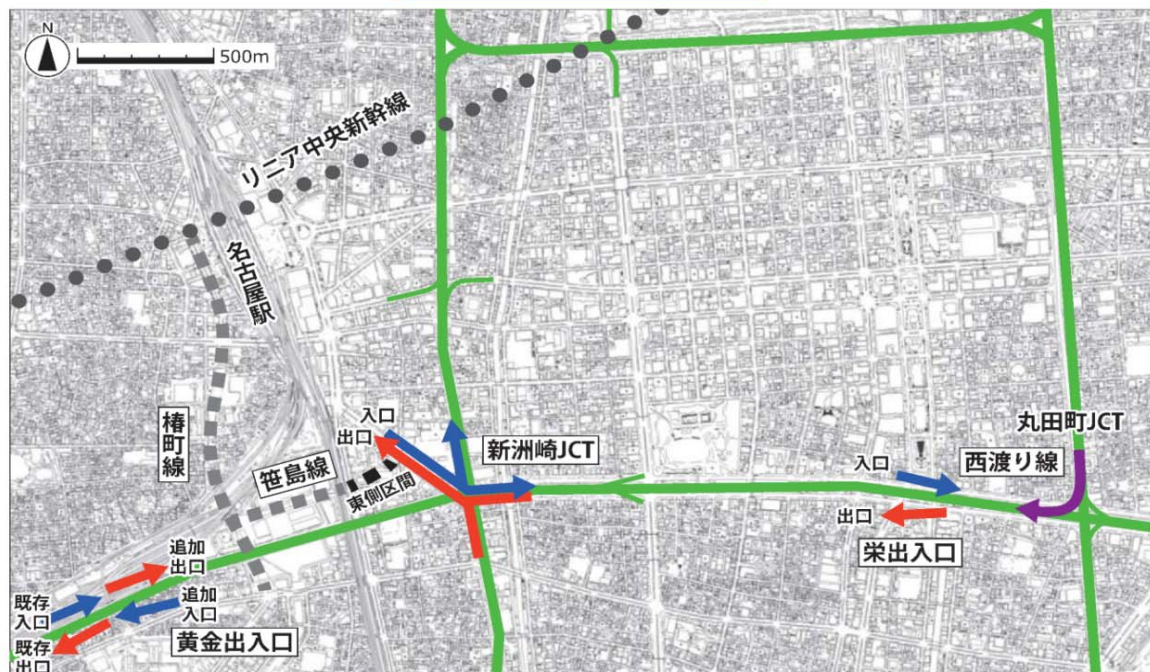 N
500m
リニア中央新幹線
名古屋駅
椿町線
笹島線
東側区間
入口
出口
新洲崎JCT
丸田町JCT
西渡り線
入口
出口
栄出入口
追加
出口
既存
入口
追加
入口
既存
出口
黄金出入口